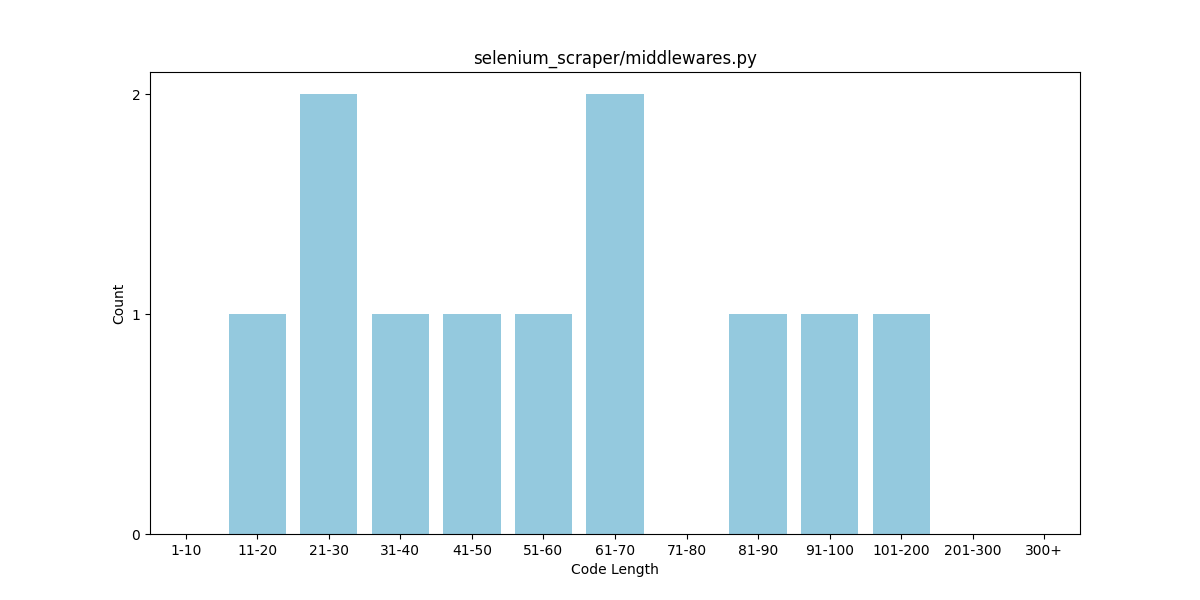 selenium_scraper/middlewares.py
2
1
0
Count
1-10 11-20 21-30 31-40 41-50 51-60 61-70 71-80 81-90 91-100 101-200 201-300 300+
Code Length